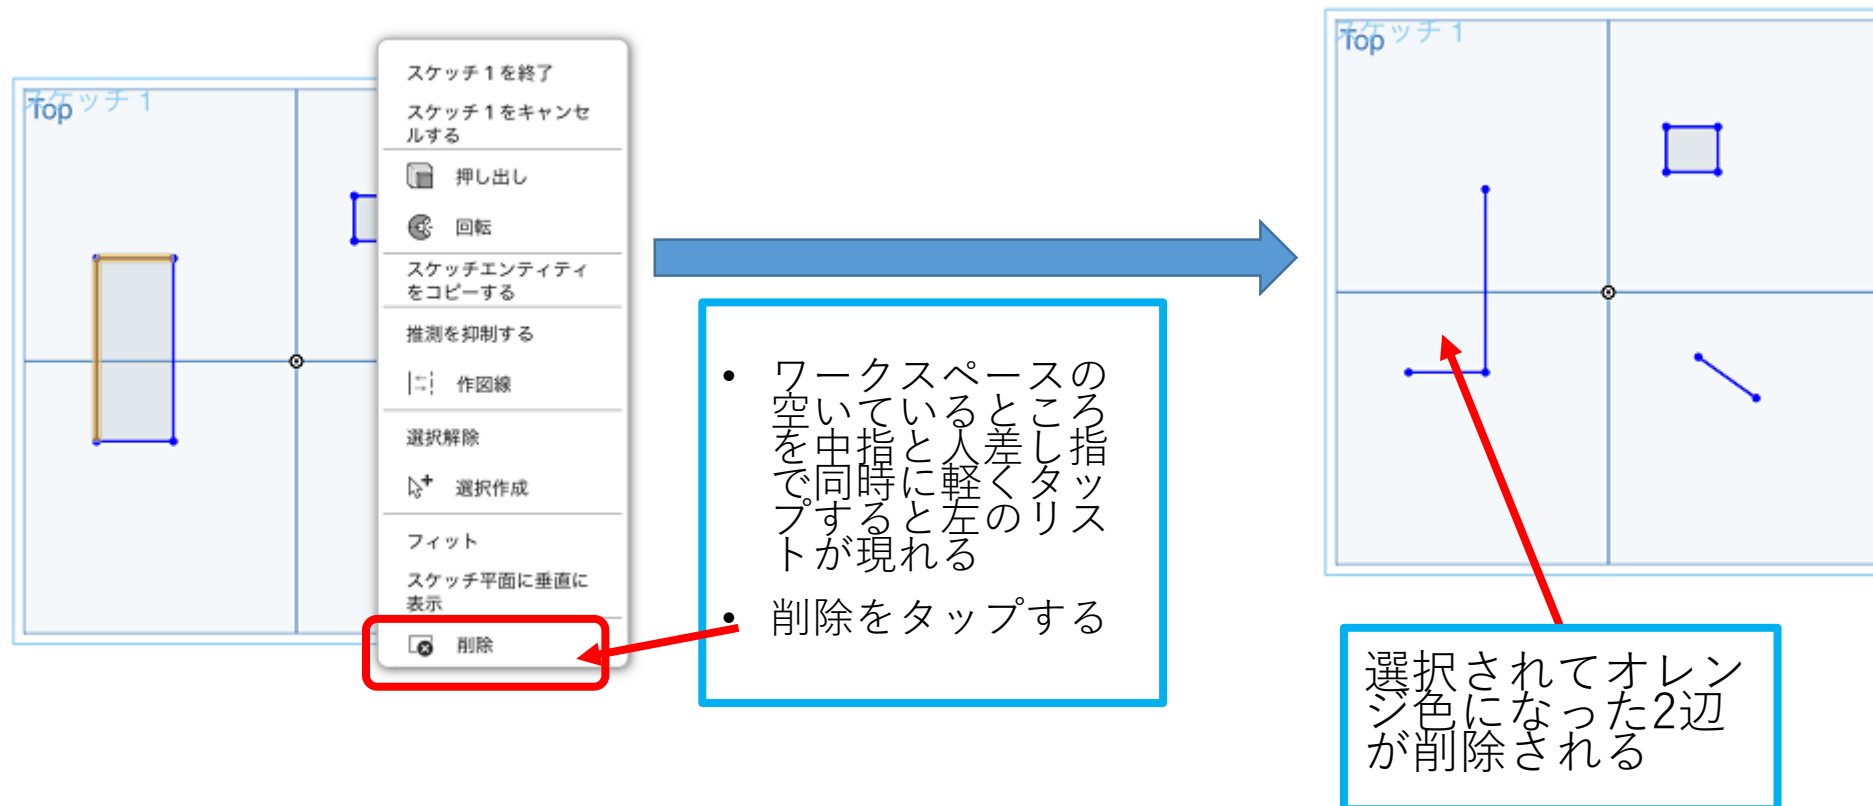 スケッチ 1
Top
スケッチ 1 を終了
スケッチ 1 をキャンセ
ルする
押し出し
回転
スケッチエンティティ
をコピーする
推測を抑制する
作図線
選択解除
選択作成
フィット
スケッチ平面に垂直に
表示
削除
• ワークスペースの
空いているところ
を中指と人差し指
で同時に軽くタッ
プすると左のリス
トが現れる
• 削除をタップする
スケッチ 1
Top
選択されてオレン
ジ色になった2辺
が削除される